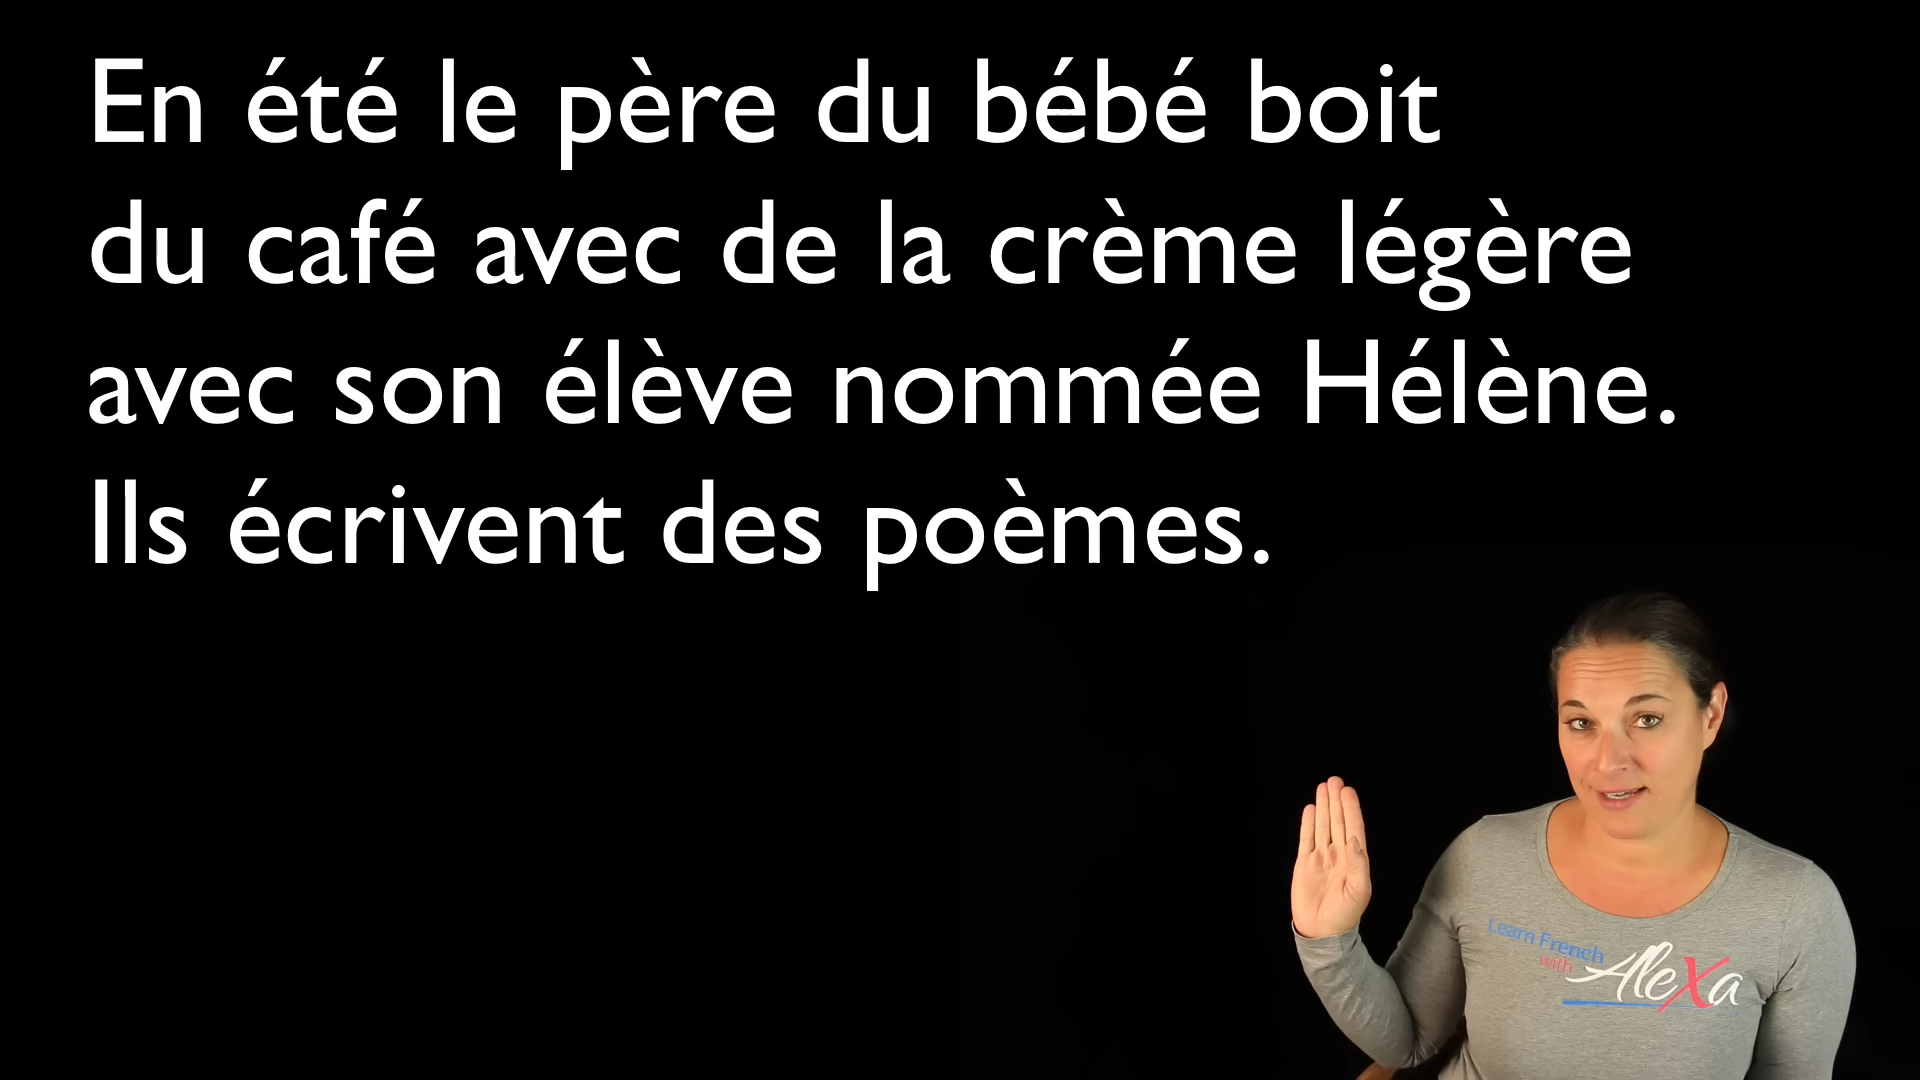 En été le père du bébé boit
du café avec de la crème légère
avec son élève nommée Hélène.
Ils écrivent des poèmes.
Learn French
with
Alexa